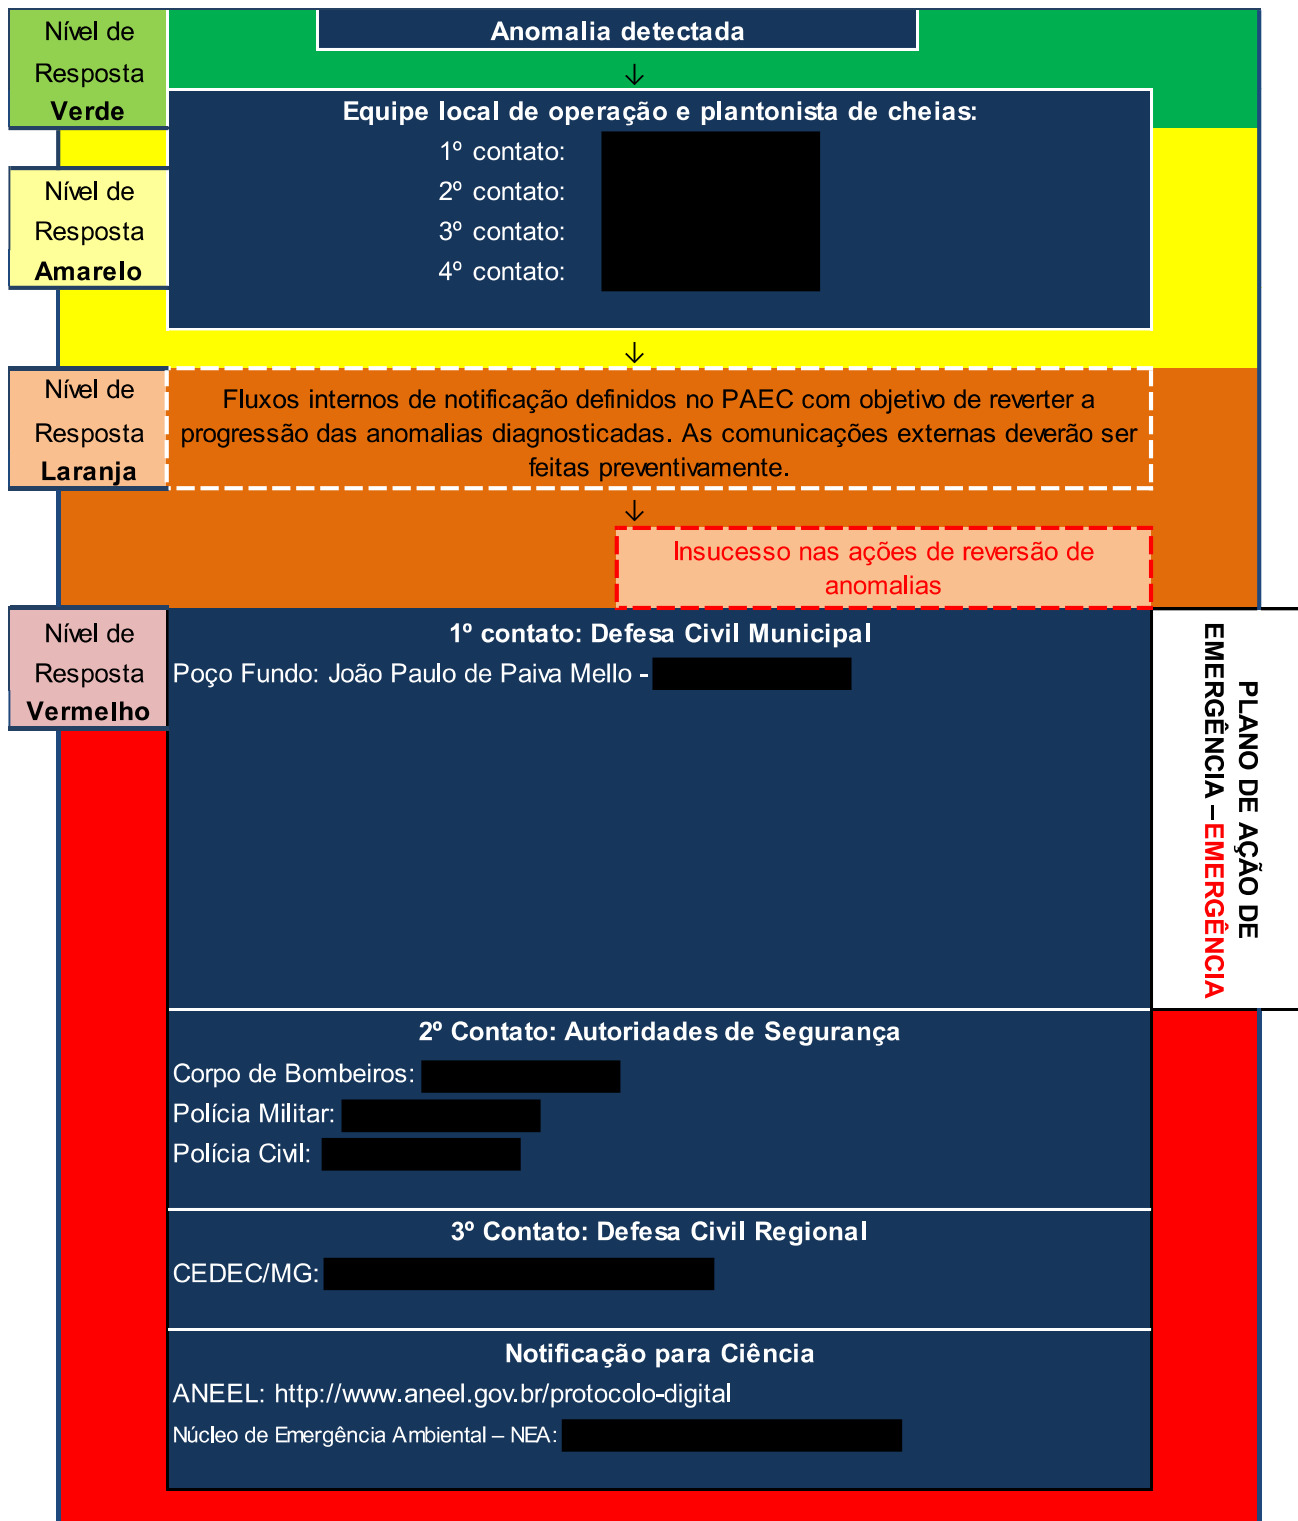 Nível de
Resposta
Verde
Anomalia detectada
↓
Equipe local de operação e plantonista de cheias:
1º contato:
2º contato:
3º contato:
4º contato:
Nível de
Resposta
Amarelo
↓
Nível de
Resposta
Laranja
Fluxos internos de notificação definidos no PAEC com objetivo de reverter a
progressão das anomalias diagnosticadas. As comunicações externas deverão ser
feitas preventivamente.
↓
Insucesso nas ações de reversão de
anomalias
Nível de
Resposta
Vermelho
1º contato: Defesa Civil Municipal
Poço Fundo: João Paulo de Paiva Mello -
PLANO DE AÇÃO DE
EMERGÊNCIA – EMERGÊNCIA
2º Contato: Autoridades de Segurança
Corpo de Bombeiros:
Polícia Militar:
Polícia Civil:
3º Contato: Defesa Civil Regional
CEDEC/MG:
Notificação para Ciência
ANEEL: http://www.aneel.gov.br/protocolo-digital
Núcleo de Emergência Ambiental – NEA: